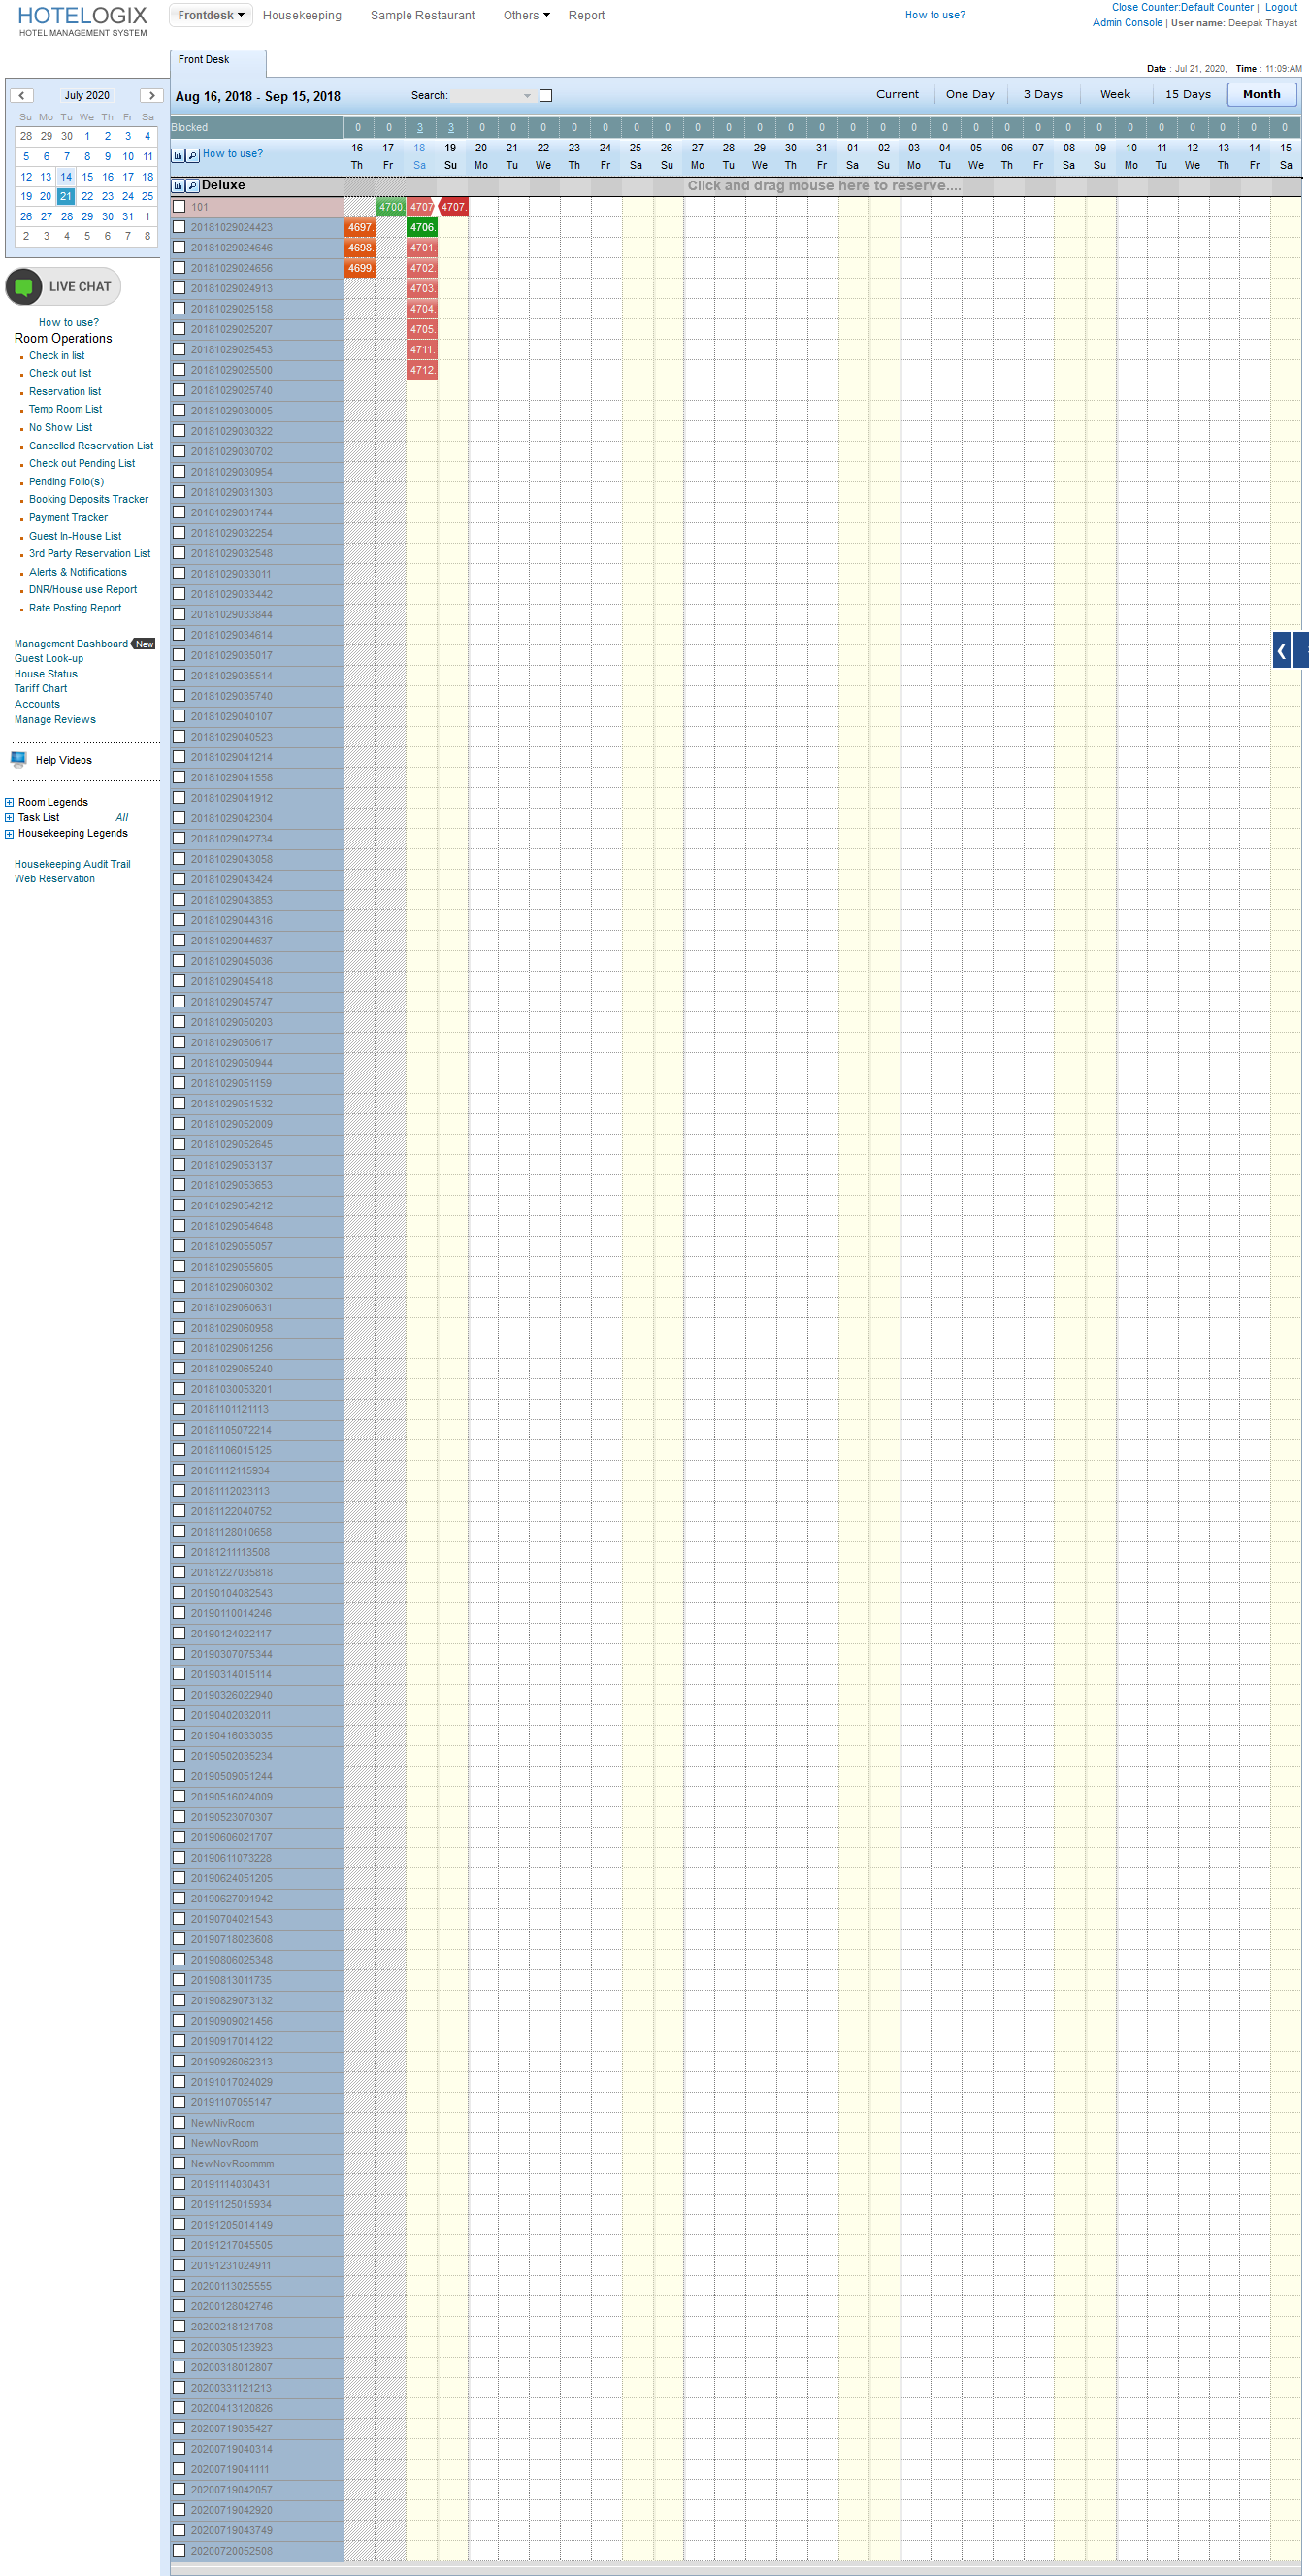 HOTELOGIX
HOTEL MANAGEMENT SYSTEM
Frontdesk Housekeeping Sample Restaurant Others Report
How to use?
Close Counter:Default Counter | Logout
Admin Console | User name: Deepak Thayat
Front Desk
Date : Jul 21, 2020, Time : 11:09:AM
July 2020
Su Mo Tu We Th Fr Sa
28 29 30 1 2 3 4
5 6 7 8 9 10 11
12 13 14 15 16 17 18
19 20 21 22 23 24 25
26 27 28 29 30 31 1
2 3 4 5 6 7 8
LIVE CHAT
How to use?
Room Operations
Check in list
Check out list
Reservation list
Temp Room List
No Show List
Cancelled Reservation List
Check out Pending List
Pending Folio(s)
Booking Deposits Tracker
Payment Tracker
Guest In-House List
3rd Party Reservation List
Alerts & Notifications
DNR/House use Report
Rate Posting Report
Management Dashboard New
Guest Look-up
House Status
Tariff Chart
Accounts
Manage Reviews
Help Videos
Room Legends
Task List All
Housekeeping Legends
Housekeeping Audit Trail
Web Reservation
Aug 16, 2018 - Sep 15, 2018 Search: Current One Day 3 Days Week 15 Days Month
Blocked 0 0 3 3 0 0 0 0 0 0 0 0 0 0 0 0 0 0 0 0 0 0 0 0 0 0 0 0 0 0 0
How to use? 16 17 18 19 20 21 22 23 24 25 26 27 28 29 30 31 01 02 03 04 05 06 07 08 09 10 11 12 13 14 15
Th Fr Sa Su Mo Tu We Th Fr Sa Su Mo Tu We Th Fr Sa Su Mo Tu We Th Fr Sa Su Mo Tu We Th Fr Sa
Deluxe Click and drag mouse here to reserve....
101 4700. 4707 4707.
20181029024423 4697. 4706.
20181029024646 4698. 4701.
20181029024656 4699. 4702.
20181029024913 4703.
20181029025158 4704.
20181029025207 4705.
20181029025453 4711.
20181029025500 4712.
20181029025740
20181029030005
20181029030322
20181029030702
20181029030954
20181029031303
20181029031744
20181029032254
20181029032548
20181029033011
20181029033442
20181029033844
20181029034614
20181029035017
20181029035514
20181029035740
20181029040107
20181029040523
20181029041214
20181029041558
20181029041912
20181029042304
20181029042734
20181029043058
20181029043424
20181029043853
20181029044316
20181029044637
20181029045036
20181029045418
20181029045747
20181029050203
20181029050617
20181029050944
20181029051159
20181029051532
20181029052009
20181029052645
20181029053137
20181029053653
20181029054212
20181029054648
20181029055057
20181029055605
20181029060302
20181029060631
20181029060958
20181029061256
20181029065240
20181030053201
20181101121113
20181105072214
20181106015125
20181112115934
20181112023113
20181122040752
20181128010658
20181211113508
20181227035818
20190104082543
20190110014246
20190124022117
20190307075344
20190314015114
20190326022940
20190402032011
20190416033035
20190502035234
20190509051244
20190516024009
20190523070307
20190606021707
20190611073228
20190624051205
20190627091942
20190704021543
20190718023608
20190806025348
20190813011735
20190829073132
20190909021456
20190917014122
20190926062313
20191017024029
20191107055147
NewNivRoom
NewNovRoom
NewNovRoommm
20191114030431
20191125015934
20191205014149
20191217045505
20191231024911
20200113025555
20200128042746
20200218121708
20200305123923
20200318012807
20200331121213
20200413120826
20200719035427
20200719040314
20200719041111
20200719042057
20200719042920
20200719043749
20200720052508